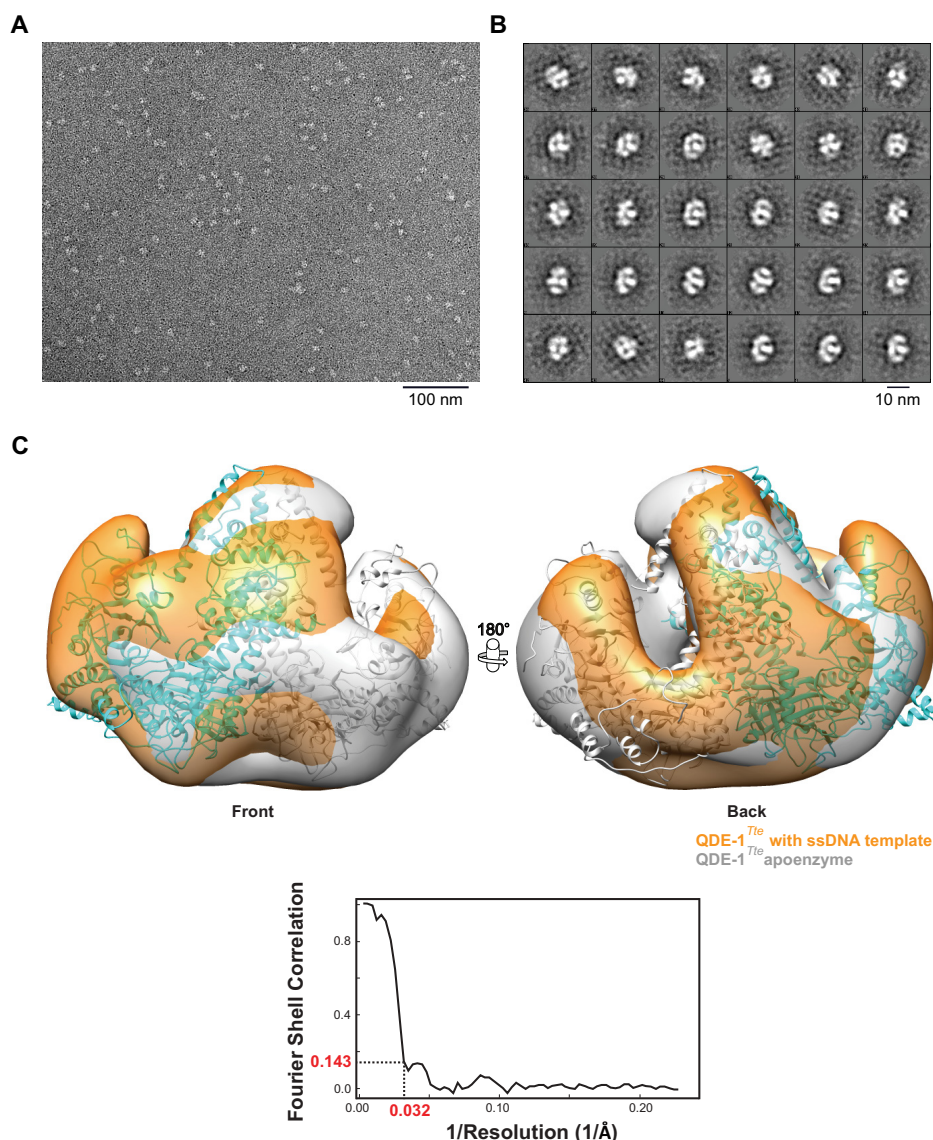 A
B
100 nm
10 nm
C
180°
Front
Back
QDE-1Tte with ssDNA template
QDE-1Tte apoenzyme
Fourier Shell Correlation
0.8
0.4
0.143
0.0
0.00
0.032
0.10
0.20
1/Resolution (1/Å)